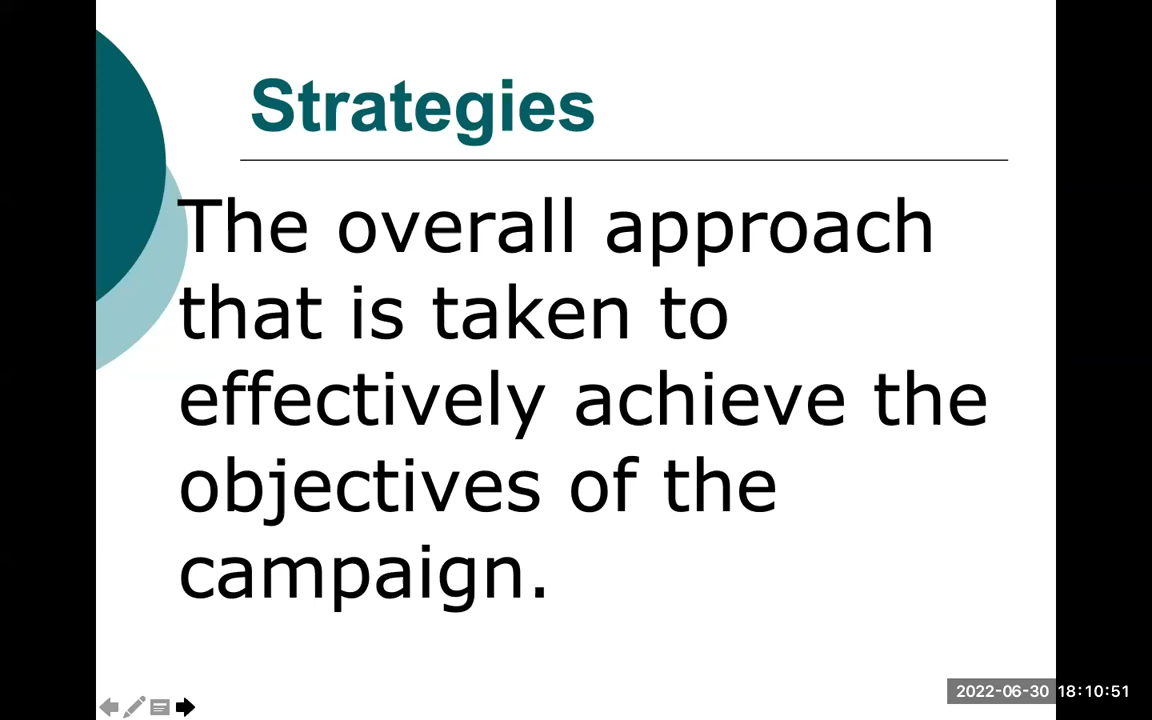 Strategies
The overall approach
that is taken to
effectively achieve the
objectives of the
campaign.
2022-06-30 18:10:51